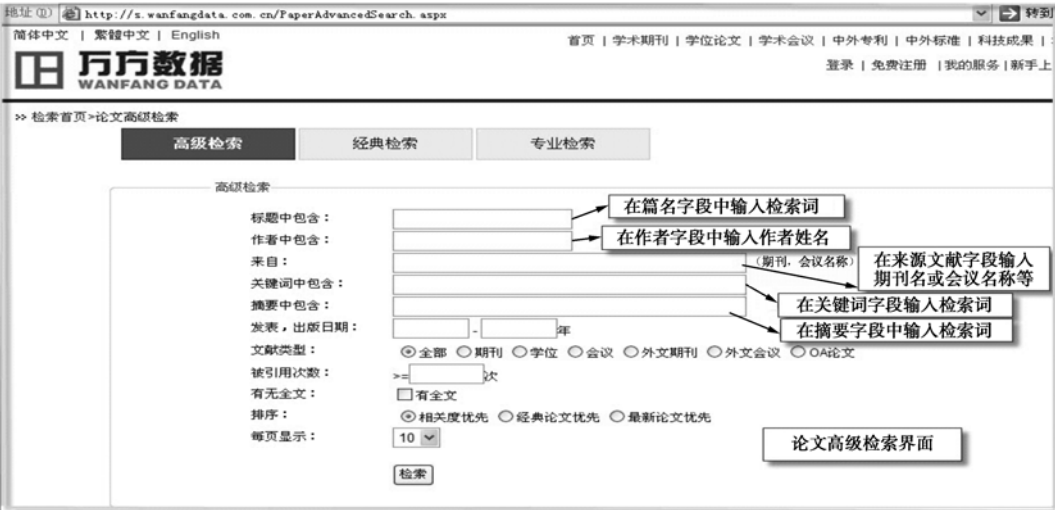 地址(D) http://s.wanfangdata.com.cn/PaperAdvancedSearch.aspx 转到
简体中文 | 繁體中文 | English
首页 | 学术期刊 | 学位论文 | 学术会议 | 中外专利 | 中外标准 | 科技成果 |
万方数据
WANFANG DATA
登录 | 免费注册 | 我的服务 | 新手上
>> 检索首页>论文高级检索
高级检索 经典检索 专业检索
高级检索
标题中包含: 在篇名字段中输入检索词
作者中包含: 在作者字段中输入作者姓名
来自: (期刊,会议名称) 在来源文献字段输入
期刊名或会议名称等
关键词中包含: 在关键词字段输入检索词
摘要中包含: 在摘要字段中输入检索词
发表,出版日期: - 年
文献类型: 全部 期刊 学位 会议 外文期刊 外文会议 OA论文
被引用次数: >= 次
有无全文: 有全文
排序: 相关度优先 经典论文优先 最新论文优先
每页显示: 10
论文高级检索界面
检索